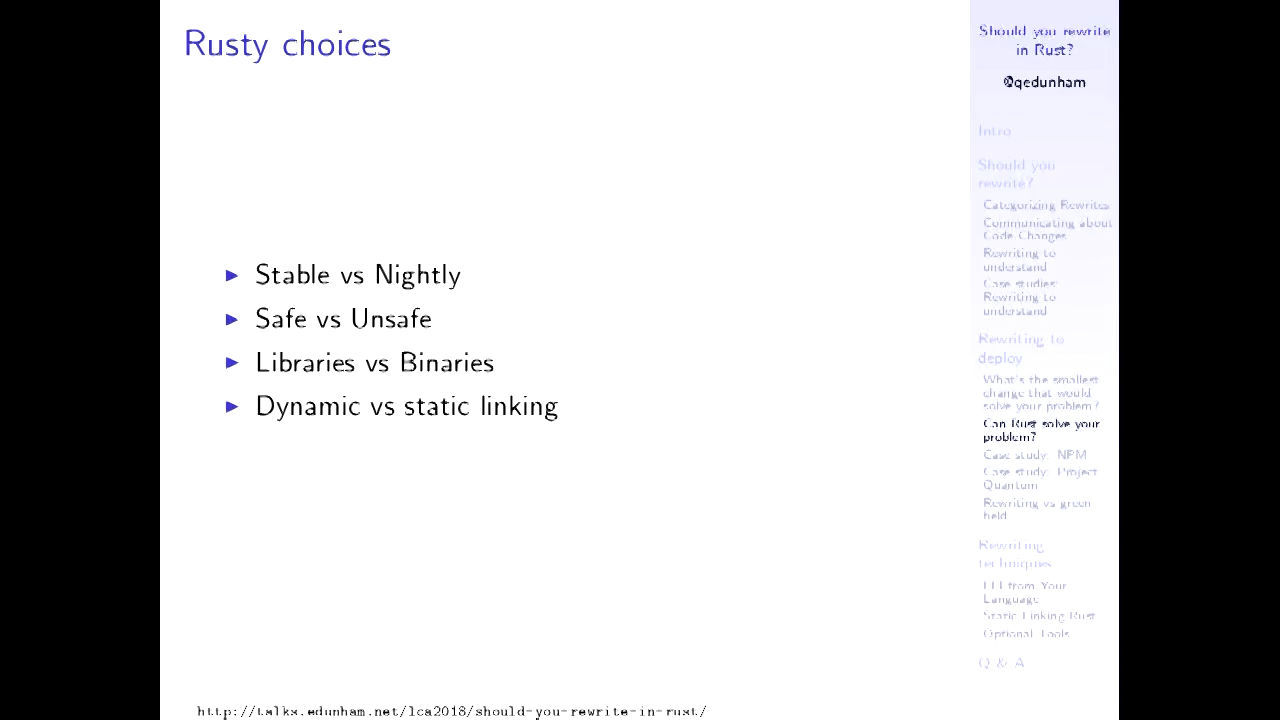 Rusty choices
Stable vs Nightly
Safe vs Unsafe
Libraries vs Binaries
Dynamic vs static linking
http://talks.edunham.net/lca2018/should-you-rewrite-in-rust/
Should you rewrite
in Rust?
@qedunham
Intro
Should you
rewrite?
Categorizing Rewrites
Communicating about
Code Changes
Rewriting to
understand
Case studies:
Rewriting to
understand
Rewriting to
deploy
What's the smallest
change that would
solve your problem?
Can Rust solve your
problem?
Case study: NPM
Case study: Project
Quantum
Rewriting vs green
field
Rewriting
techniques
FFI from Your
Language
Static Linking Rust
Optional Tools
Q & A